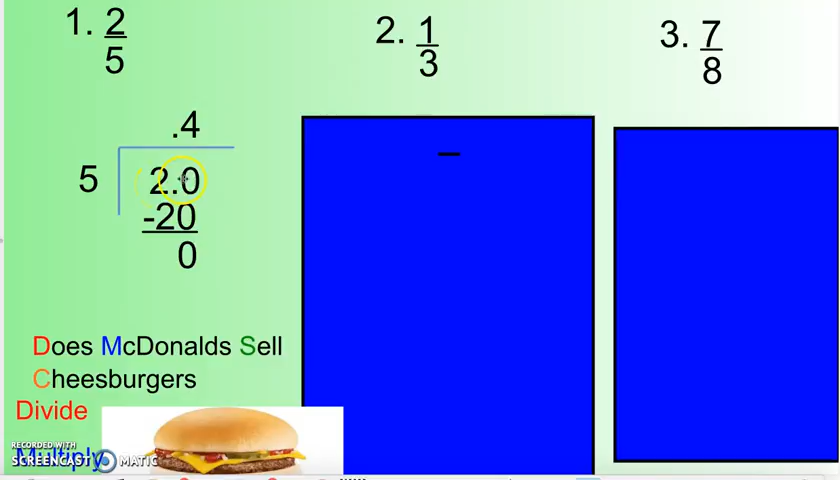 1. 2
5
2. 1
3
3. 7
8
.4
5 2.0
-20
0
Does McDonalds Sell
Cheesburgers
Divide
Multiply
RECORDED WITH
SCREENCAST MATIC